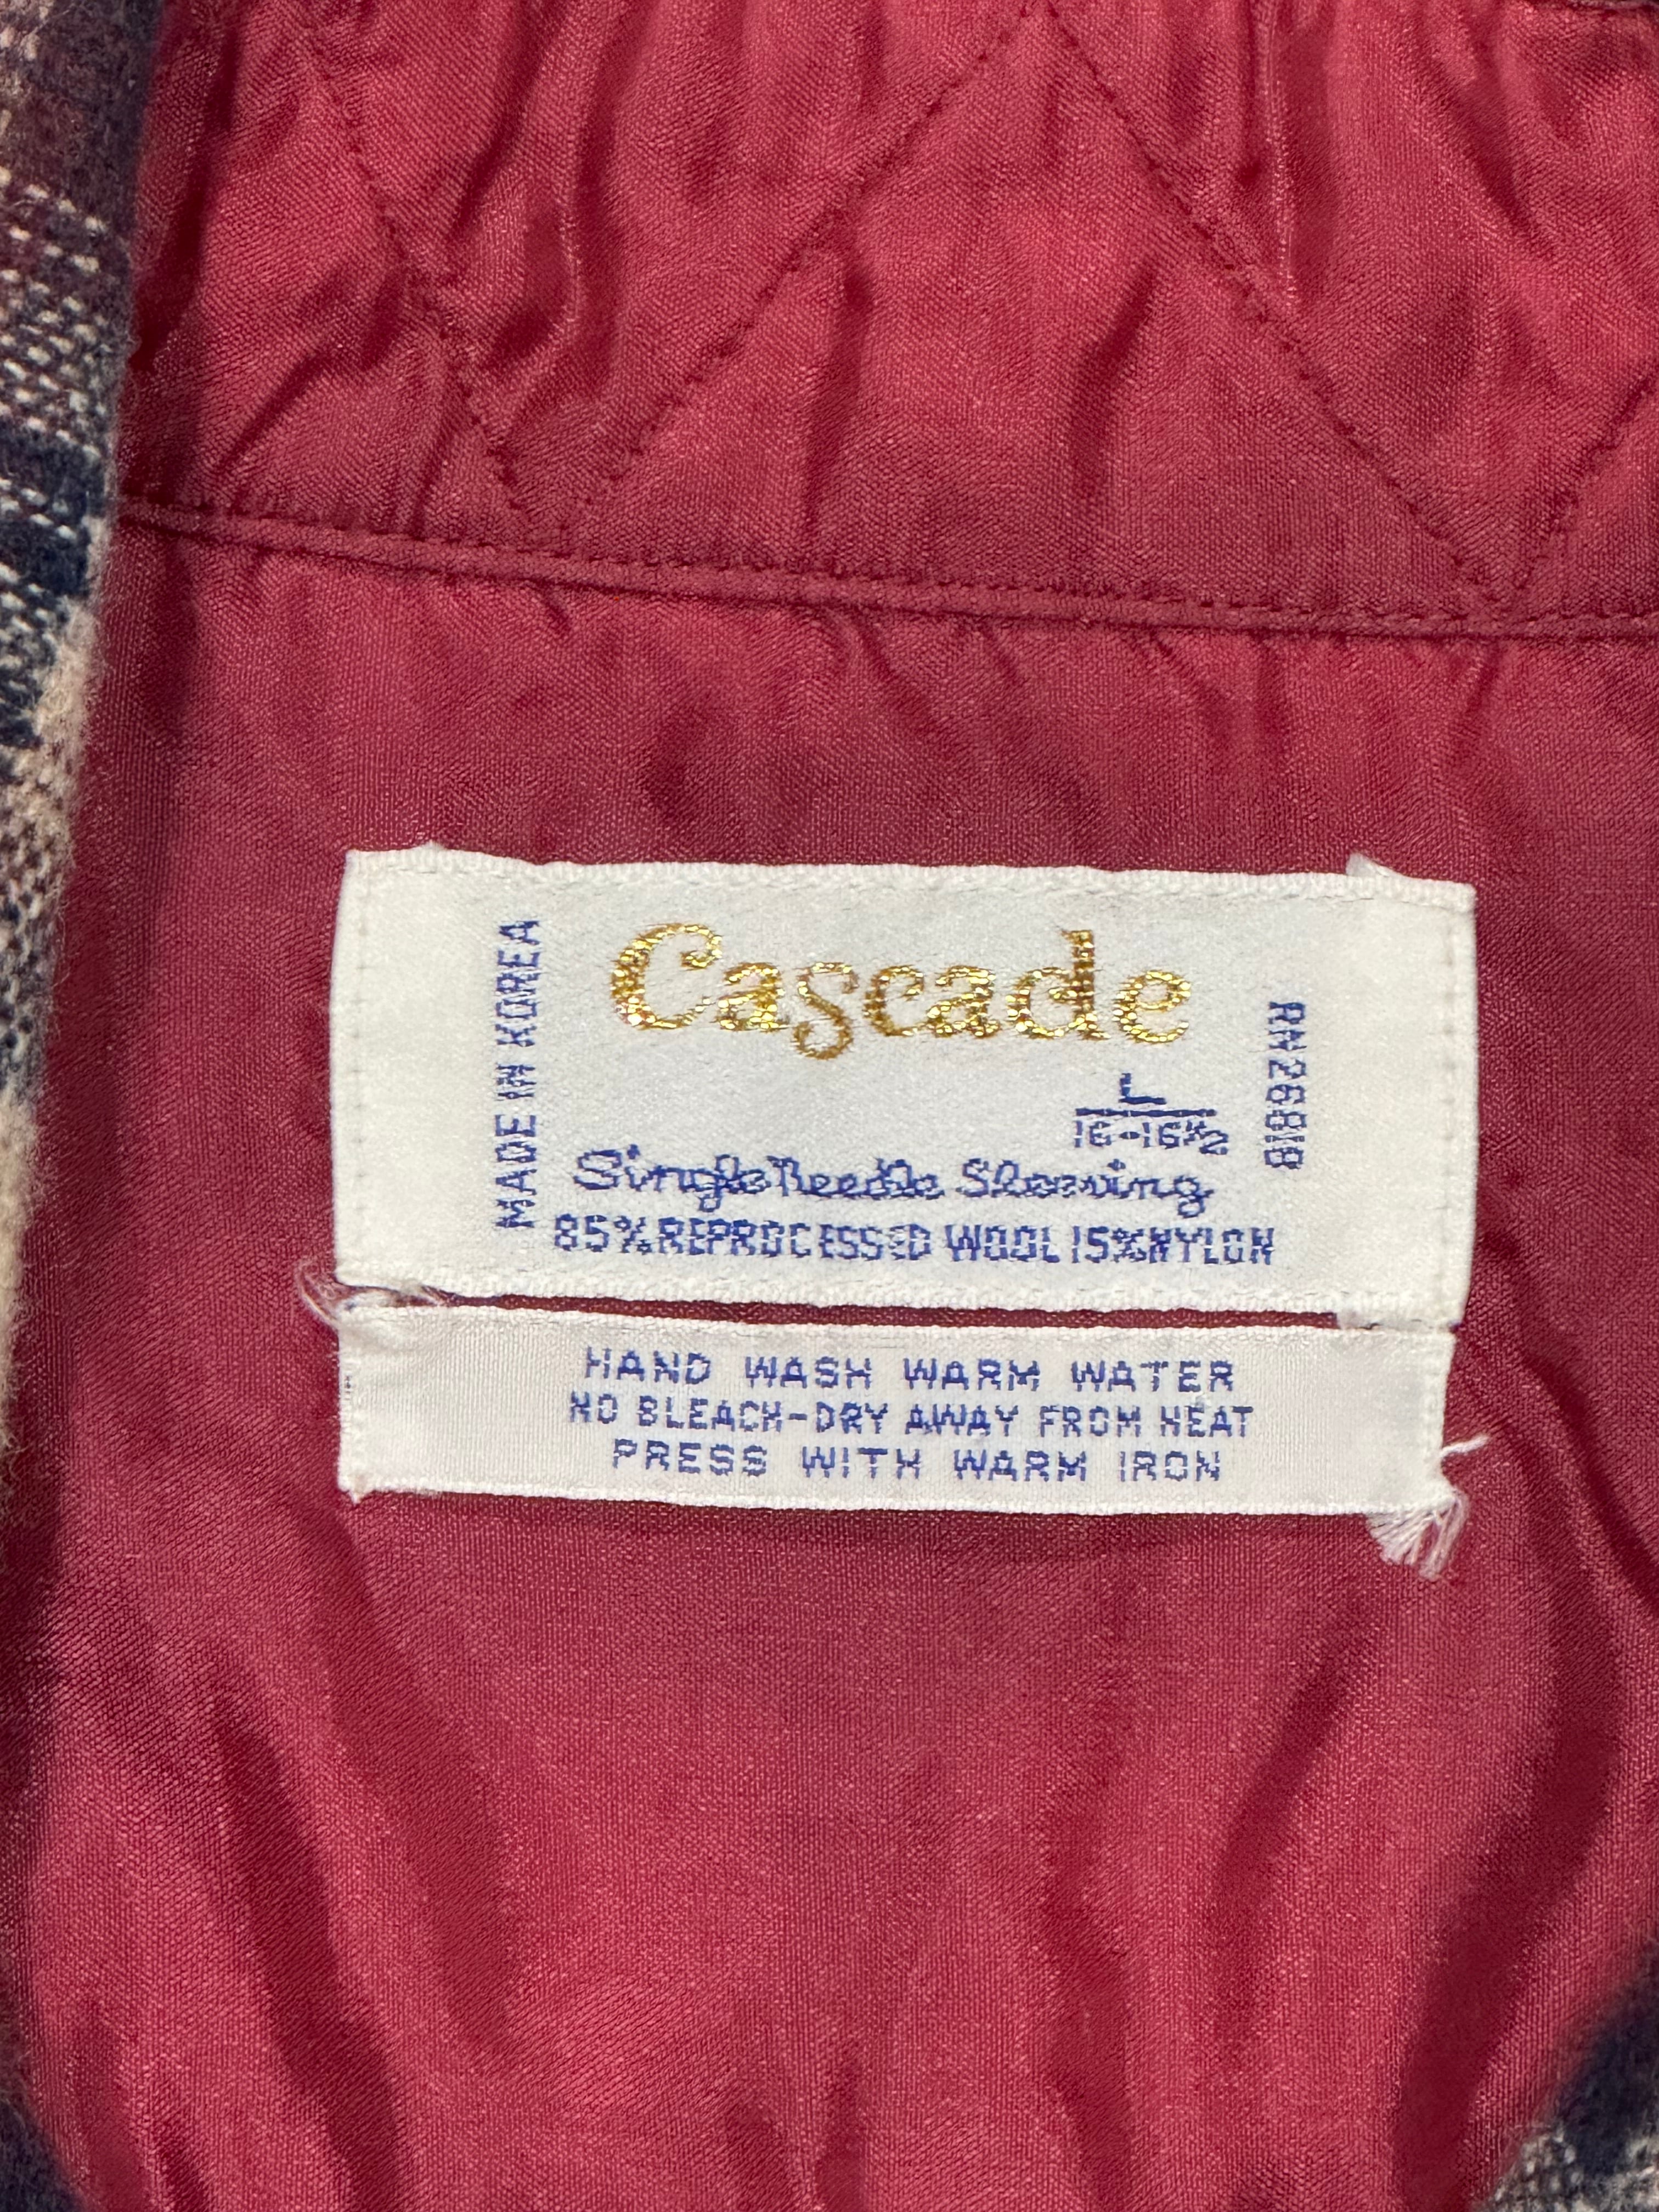 Cascade
MADE IN KOREA
RN26818
L
16-16½
Single Needle Sleeving
85% REPROCESSED WOOL 15% NYLON
HAND WASH WARM WATER
NO BLEACH-DRY AWAY FROM HEAT
PRESS WITH WARM IRON